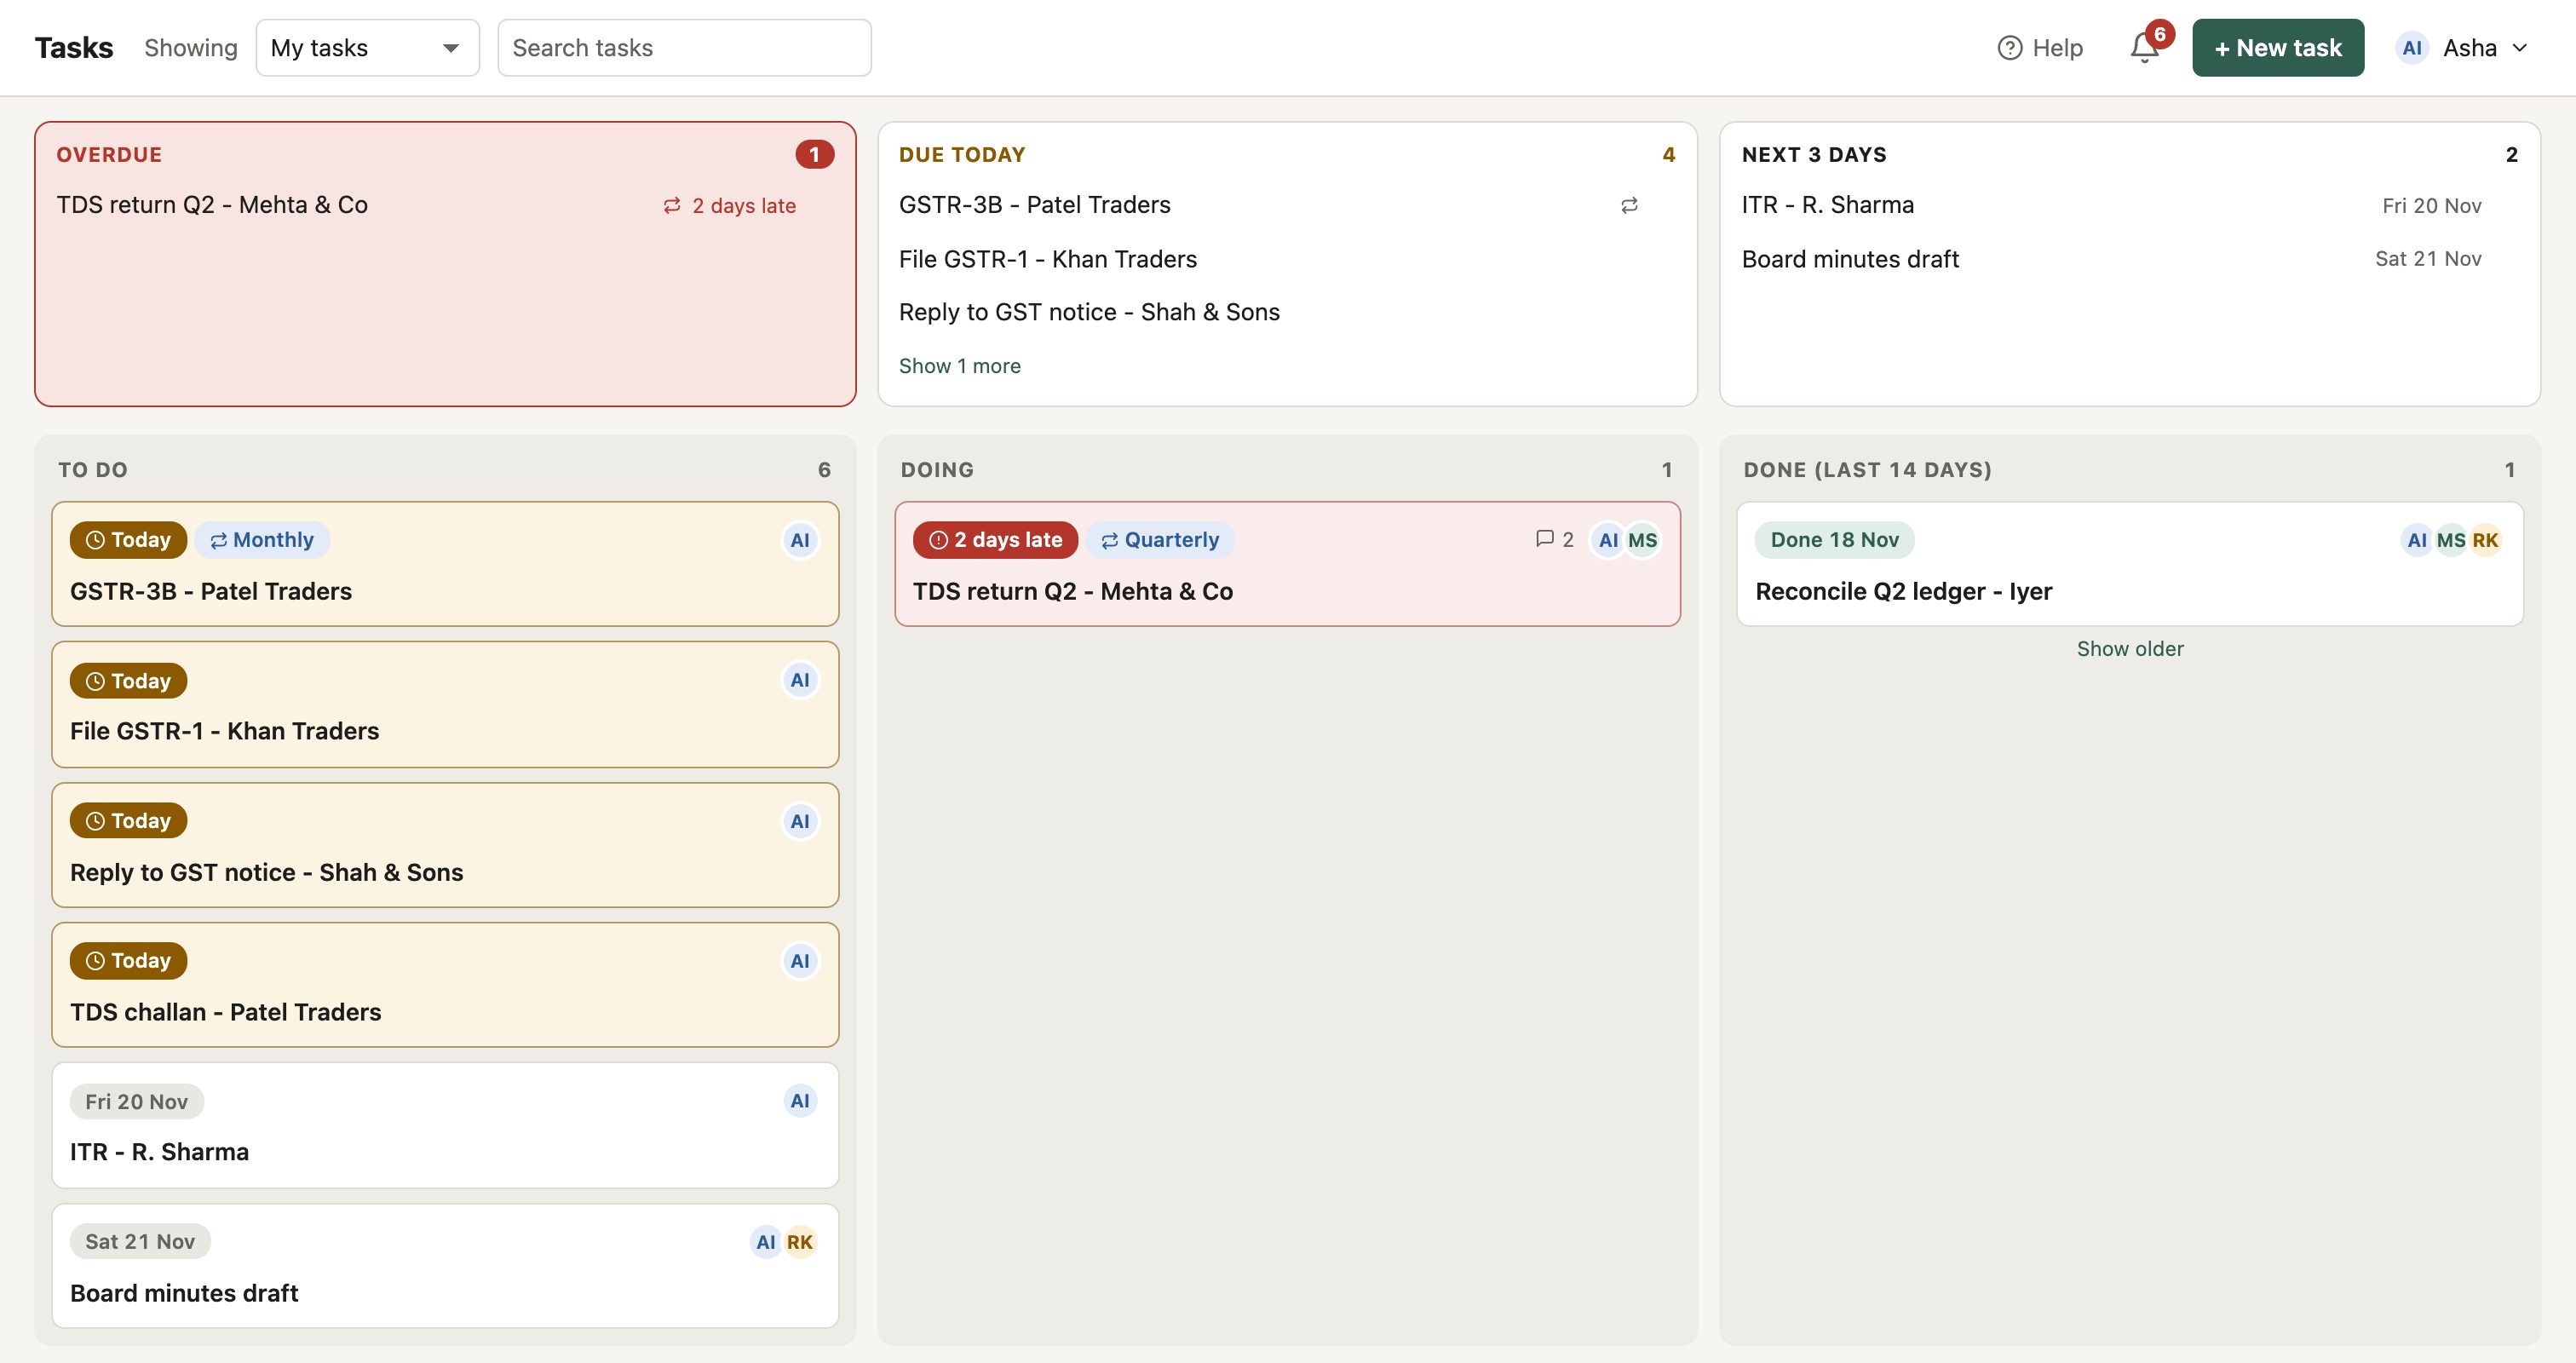 Tasks Showing My tasks Search tasks Help 6 + New task AI Asha
OVERDUE 1
TDS return Q2 - Mehta & Co 2 days late
DUE TODAY 4
GSTR-3B - Patel Traders
File GSTR-1 - Khan Traders
Reply to GST notice - Shah & Sons
Show 1 more
NEXT 3 DAYS 2
ITR - R. Sharma Fri 20 Nov
Board minutes draft Sat 21 Nov
TO DO 6
Today Monthly AI
GSTR-3B - Patel Traders
Today AI
File GSTR-1 - Khan Traders
Today AI
Reply to GST notice - Shah & Sons
Today AI
TDS challan - Patel Traders
Fri 20 Nov AI
ITR - R. Sharma
Sat 21 Nov AI RK
Board minutes draft
DOING 1
2 days late Quarterly 2 AI MS
TDS return Q2 - Mehta & Co
DONE (LAST 14 DAYS) 1
Done 18 Nov AI MS RK
Reconcile Q2 ledger - Iyer
Show older